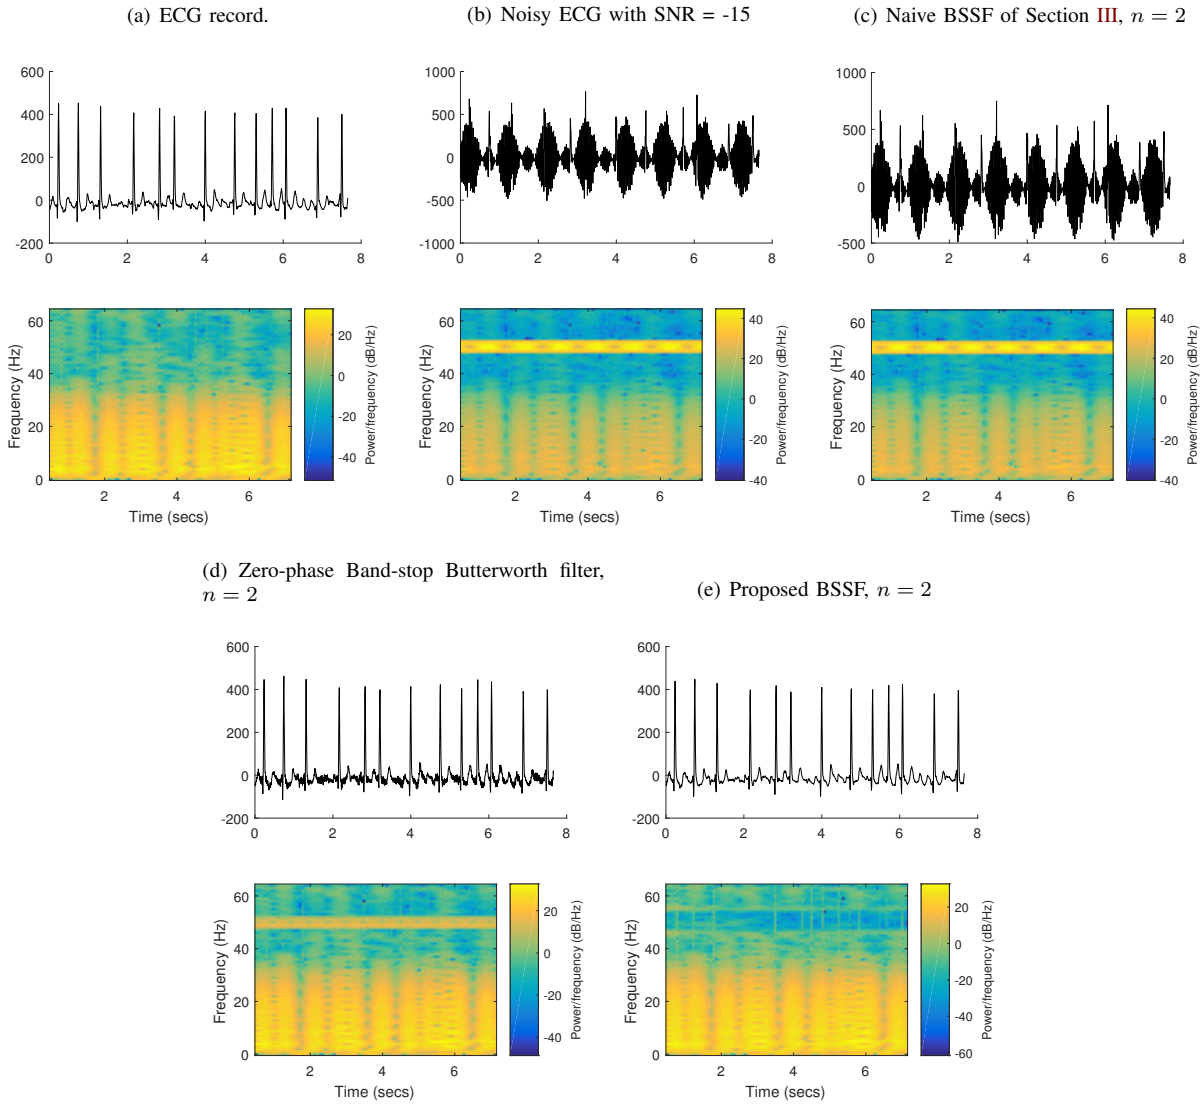 (a) ECG record.
(b) Noisy ECG with SNR = -15
(c) Naive BSSF of Section III, n = 2
600
400
200
0
-200
0 2 4 6 8
1000
500
0
-500
-1000
0 2 4 6 8
1000
500
0
-500
0 2 4 6 8
Frequency (Hz)
60
40
20
0
2 4 6
Time (secs)
20
0
-20
-40
Power/frequency (dB/Hz)
Frequency (Hz)
60
40
20
0
2 4 6
Time (secs)
40
20
0
-20
-40
Power/frequency (dB/Hz)
Frequency (Hz)
60
40
20
0
2 4 6
Time (secs)
40
20
0
-20
-40
Power/frequency (dB/Hz)
(d) Zero-phase Band-stop Butterworth filter,
n = 2
(e) Proposed BSSF, n = 2
600
400
200
0
-200
0 2 4 6 8
600
400
200
0
-200
0 2 4 6 8
Frequency (Hz)
60
40
20
0
2 4 6
Time (secs)
20
0
-20
-40
Power/frequency (dB/Hz)
Frequency (Hz)
60
40
20
0
2 4 6
Time (secs)
20
0
-20
-40
-60
Power/frequency (dB/Hz)